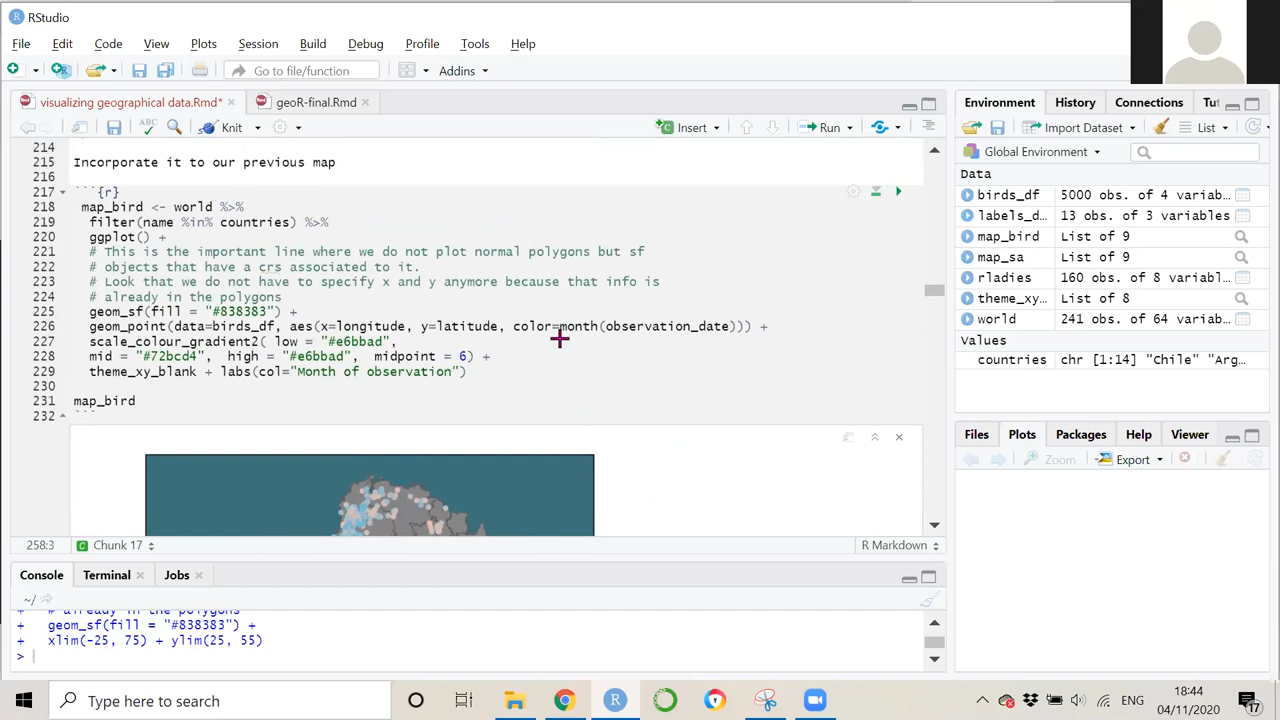 RStudio
File Edit Code View Plots Session Build Debug Profile Tools Help
Go to file/function Addins
visualizing geographical data.Rmd* geoR-final.Rmd
ABC Knit Insert Run
214
215 Incorporate it to our previous map
216
217 ```{r}
218 map_bird <- world %>%
219 filter(name %in% countries) %>%
220 ggplot() +
221 # This is the important line where we do not plot normal polygons but sf
222 # objects that have a crs associated to it.
223 # Look that we do not have to specify x and y anymore because that info is
224 # already in the polygons
225 geom_sf(fill = "#838383") +
226 geom_point(data=birds_df, aes(x=longitude, y=latitude, color=month(observation_date))) +
227 scale_colour_gradient2( low = "#e6bbad",
228 mid = "#72bcd4", high = "#e6bbad", midpoint = 6) +
229 theme_xy_blank + labs(col="Month of observation")
230
231 map_bird
232 ```
258:3 Chunk 17 R Markdown
Console Terminal Jobs
~/
+ # already in the polygons
+ geom_sf(fill = "#838383") +
+ xlim(-25, 75) + ylim(25, 55)
>
Environment History Connections Tu
Import Dataset List
Global Environment
Data
birds_df 5000 obs. of 4 variab…
labels_d… 13 obs. of 3 variables
map_bird List of 9
map_sa List of 9
rladies 160 obs. of 8 variab…
theme_xy… List of 8
world 241 obs. of 64 variab…
Values
countries chr [1:14] "Chile" "Arg…
Files Plots Packages Help Viewer
Zoom Export
Type here to search
ENG
18:44
04/11/2020
17